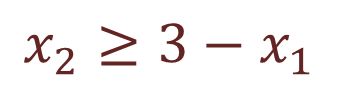 x₂ ≥ 3 − x₁